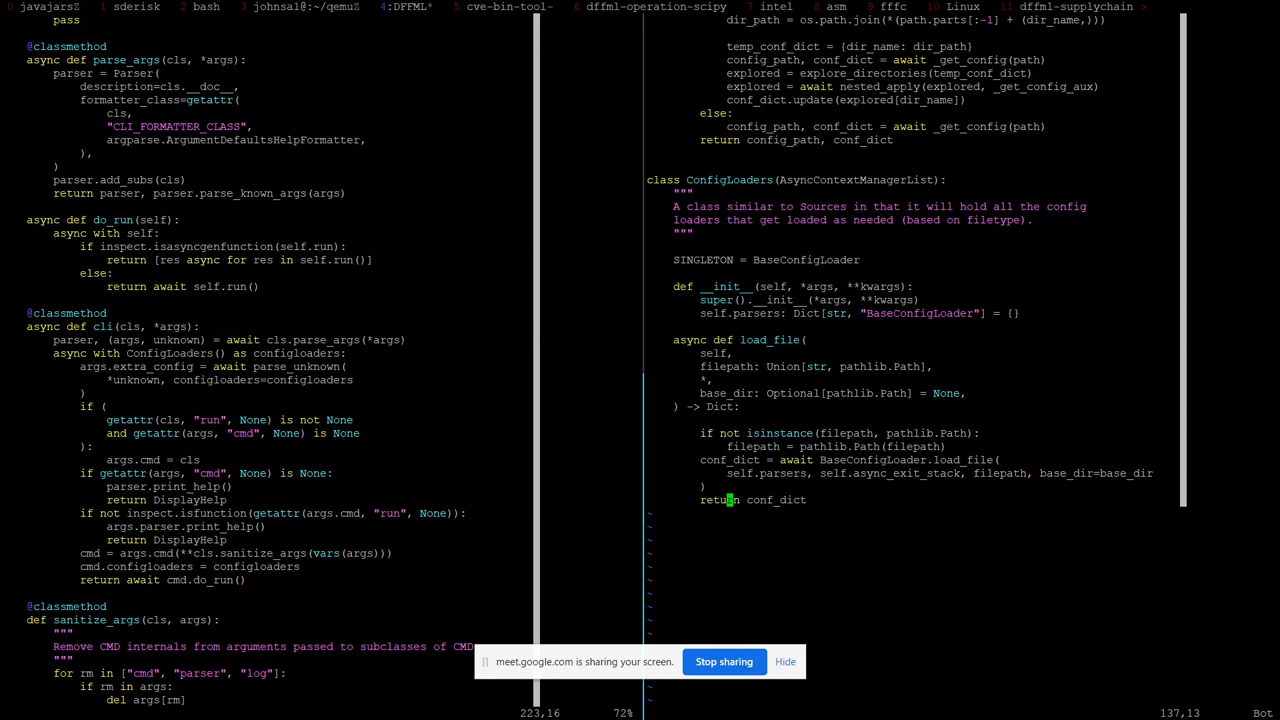 0 javajarsZ 1 sderisk 2 bash 3 johnsal@:~/qemuZ 4:DFFML* 5 cve-bin-tool- 6 dffml-operation-scipy 7 intel 8 asm 9 fffc 10 Linux 11 dffml-supplychain >
pass
@classmethod
async def parse_args(cls, *args):
parser = Parser(
description=cls.__doc__,
formatter_class=getattr(
cls,
"CLI_FORMATTER_CLASS",
argparse.ArgumentDefaultsHelpFormatter,
),
)
parser.add_subs(cls)
return parser, parser.parse_known_args(args)
async def do_run(self):
async with self:
if inspect.isasyncgenfunction(self.run):
return [res async for res in self.run()]
else:
return await self.run()
@classmethod
async def cli(cls, *args):
parser, (args, unknown) = await cls.parse_args(*args)
async with ConfigLoaders() as configloaders:
args.extra_config = await parse_unknown(
*unknown, configloaders=configloaders
)
if (
getattr(cls, "run", None) is not None
and getattr(args, "cmd", None) is None
):
args.cmd = cls
if getattr(args, "cmd", None) is None:
parser.print_help()
return DisplayHelp
if not inspect.isfunction(getattr(args.cmd, "run", None)):
args.parser.print_help()
return DisplayHelp
cmd = args.cmd(**cls.sanitize_args(vars(args)))
cmd.configloaders = configloaders
return await cmd.do_run()
@classmethod
def sanitize_args(cls, args):
"""
Remove CMD internals from arguments passed to subclasses of CMD
"""
for rm in ["cmd", "parser", "log"]:
if rm in args:
del args[rm]
223,16 72%
dir_path = os.path.join(*(path.parts[:-1] + (dir_name,)))
temp_conf_dict = {dir_name: dir_path}
config_path, conf_dict = await _get_config(path)
explored = explore_directories(temp_conf_dict)
explored = await nested_apply(explored, _get_config_aux)
conf_dict.update(explored[dir_name])
else:
config_path, conf_dict = await _get_config(path)
return config_path, conf_dict
class ConfigLoaders(AsyncContextManagerList):
"""
A class similar to Sources in that it will hold all the config
loaders that get loaded as needed (based on filetype).
"""
SINGLETON = BaseConfigLoader
def __init__(self, *args, **kwargs):
super().__init__(*args, **kwargs)
self.parsers: Dict[str, "BaseConfigLoader"] = {}
async def load_file(
self,
filepath: Union[str, pathlib.Path],
*,
base_dir: Optional[pathlib.Path] = None,
) -> Dict:
if not isinstance(filepath, pathlib.Path):
filepath = pathlib.Path(filepath)
conf_dict = await BaseConfigLoader.load_file(
self.parsers, self.async_exit_stack, filepath, base_dir=base_dir
)
return conf_dict
~
~
~
~
~
~
~
~
~
~
~
~
137,13 Bot
meet.google.com is sharing your screen. Stop sharing Hide